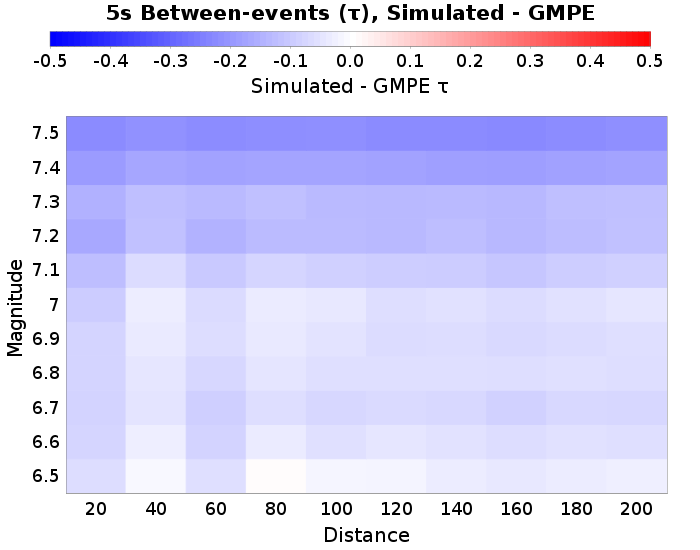 5s Between-events (τ), Simulated - GMPE
-0.5 -0.4 -0.3 -0.2 -0.1 0.0 0.1 0.2 0.3 0.4 0.5
Simulated - GMPE τ
Magnitude
7.5
7.4
7.3
7.2
7.1
7
6.9
6.8
6.7
6.6
6.5
20 40 60 80 100 120 140 160 180 200
Distance